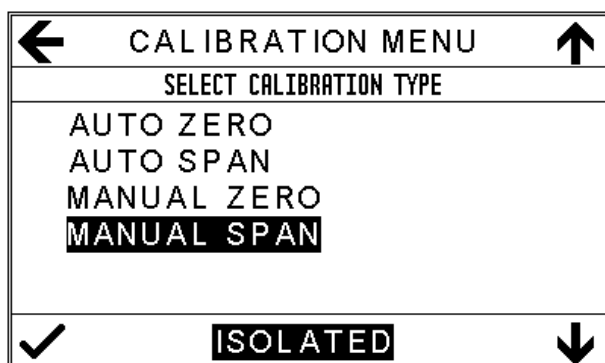 CALIBRATION MENU
SELECT CALIBRATION TYPE
AUTO ZERO
AUTO SPAN
MANUAL ZERO
MANUAL SPAN
ISOLATED